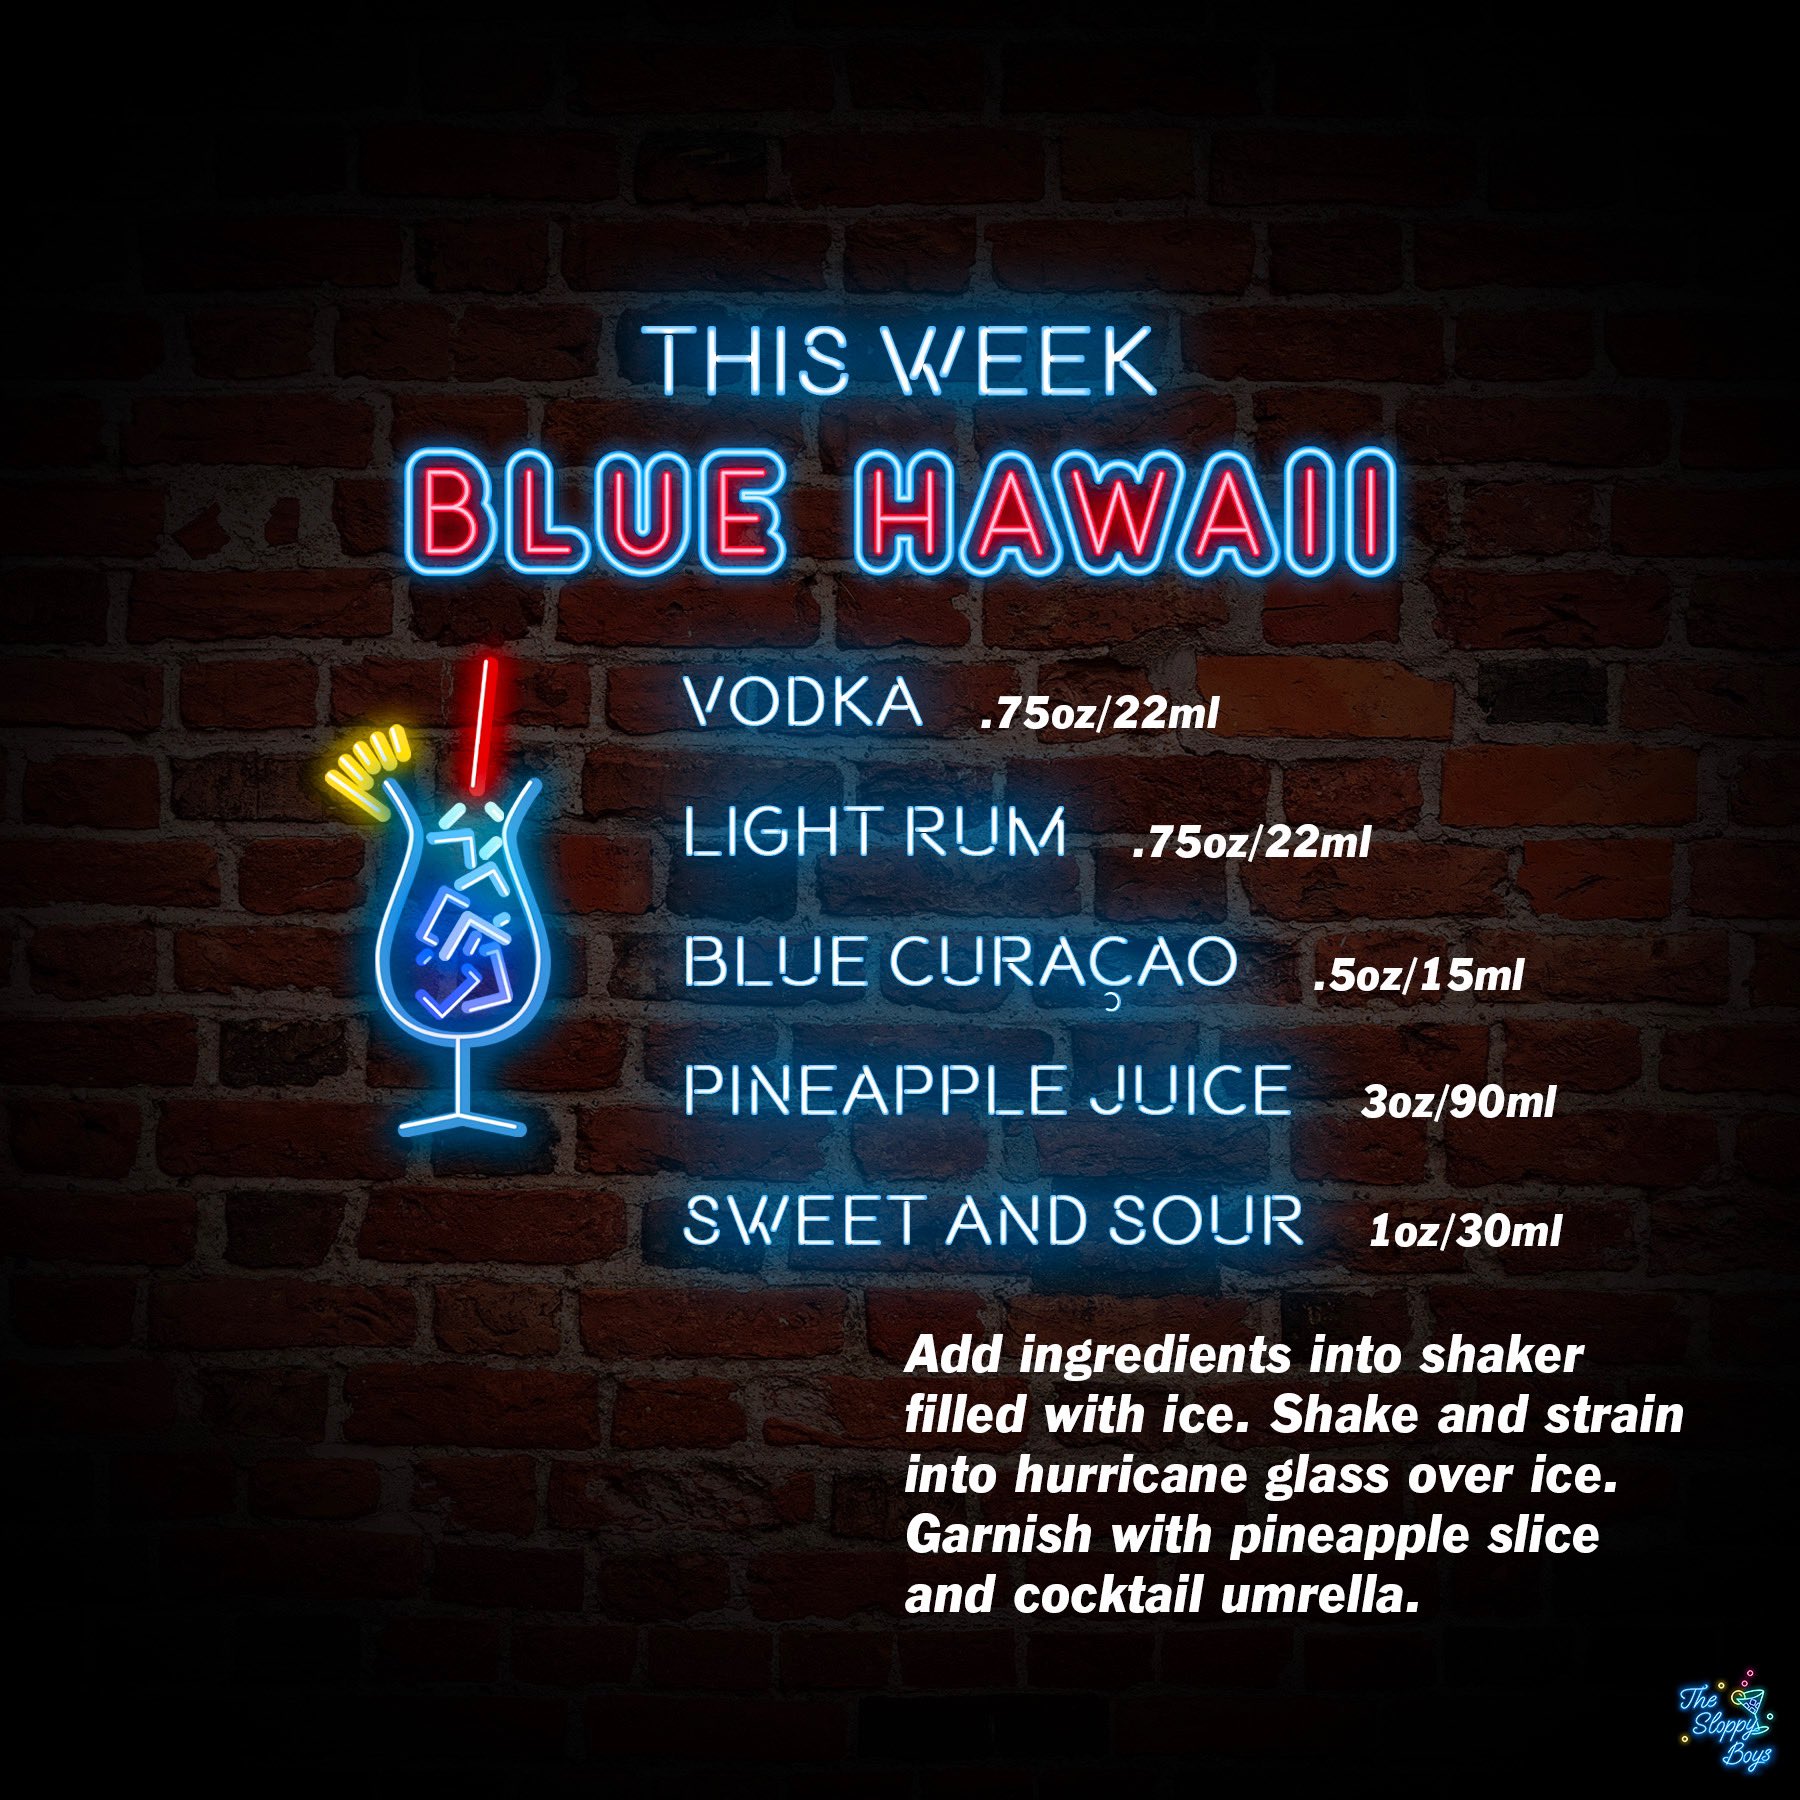 THIS WEEK
BLUE HAWAII
VODKA .75oz/22ml
LIGHT RUM .75oz/22ml
BLUE CURAÇAO .5oz/15ml
PINEAPPLE JUICE 3oz/90ml
SWEET AND SOUR 1oz/30ml
Add ingredients into shaker
filled with ice. Shake and strain
into hurricane glass over ice.
Garnish with pineapple slice
and cocktail umrella.
The
Sloppy
Boys